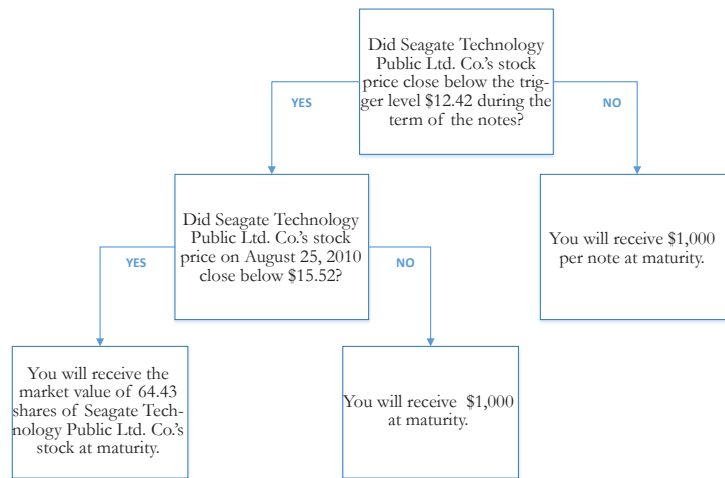 Did Seagate Technology
Public Ltd. Co.'s stock
price close below the trig-
ger level $12.42 during the
term of the notes?
YES
NO
Did Seagate Technology
Public Ltd. Co.'s stock
price on August 25, 2010
close below $15.52?
You will receive $1,000
per note at maturity.
YES
NO
You will receive the
market value of 64.43
shares of Seagate Tech-
nology Public Ltd. Co.'s
stock at maturity.
You will receive $1,000
at maturity.